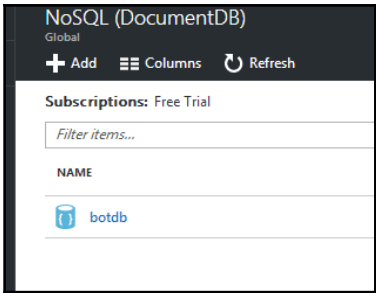 NoSQL (DocumentDB)
Global
Add Columns Refresh
Subscriptions: Free Trial
Filter items...
NAME
botdb